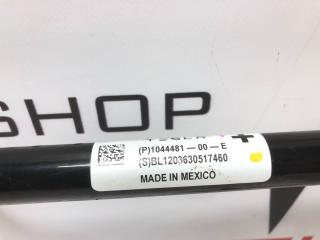 SHOP
(P)1044481—00—E
(S)BL1203630517460
MADE IN MEXICO